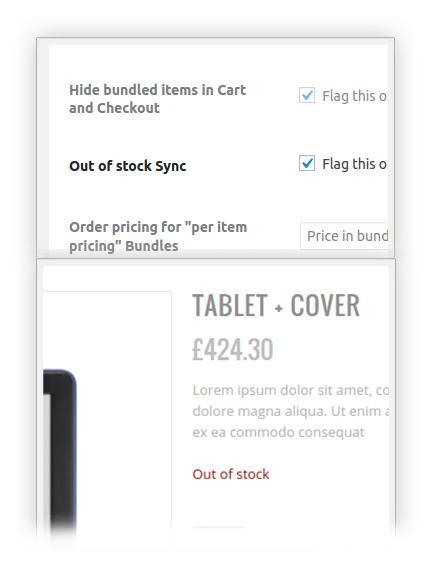 Hide bundled items in Cart
and Checkout
Flag this o
Out of stock Sync
Flag this o
Order pricing for "per item
pricing" Bundles
Price in bund
TABLET + COVER
£424.30
Lorem ipsum dolor sit amet, co
dolore magna aliqua. Ut enim a
ex ea commodo consequat
Out of stock